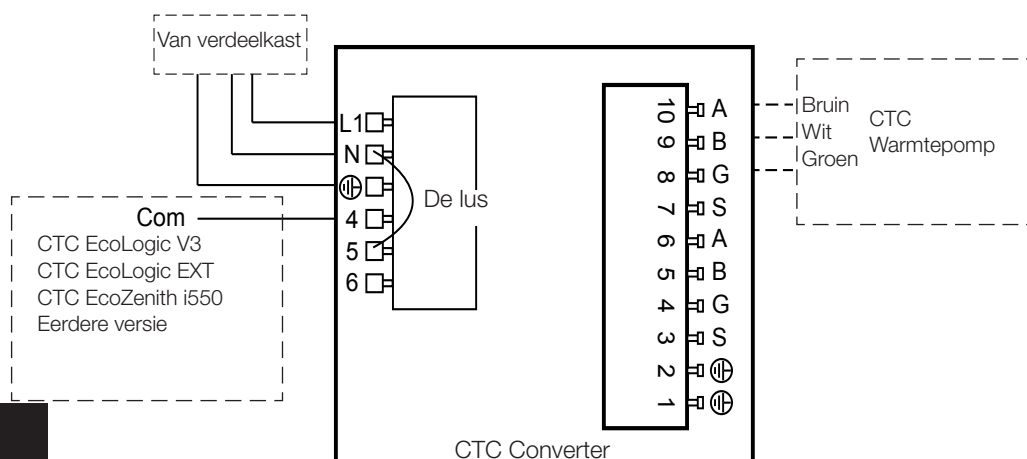 Van verdeelkast
L1
N
4
5
6
De lus
Com
CTC EcoLogic V3
CTC EcoLogic EXT
CTC EcoZenith i550
Eerdere versie
10 A
9 B
8 G
7 S
6 A
5 B
4 G
3 S
2
1
Bruin
Wit
Groen
CTC
Warmtepomp
CTC Converter